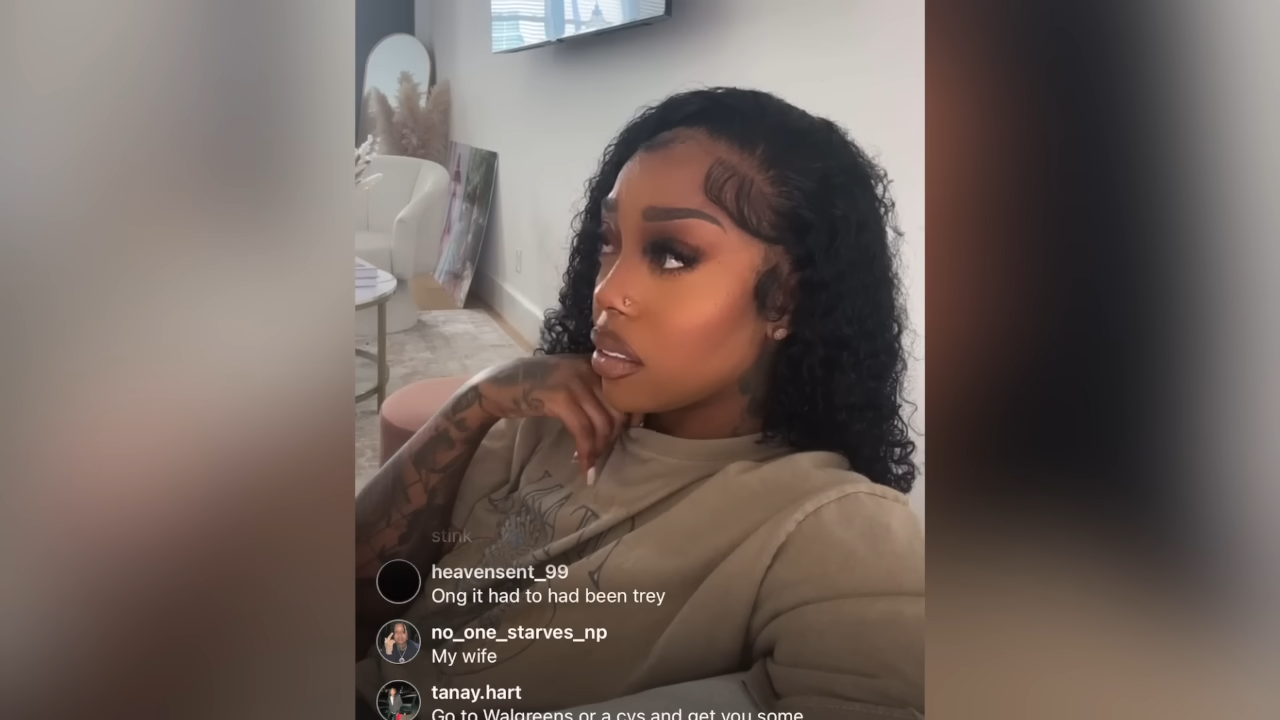 stink
heavensent_99
Ong it had to had been trey
no_one_starves_np
My wife
tanay.hart
Go to Walgreens or a cvs and get you some